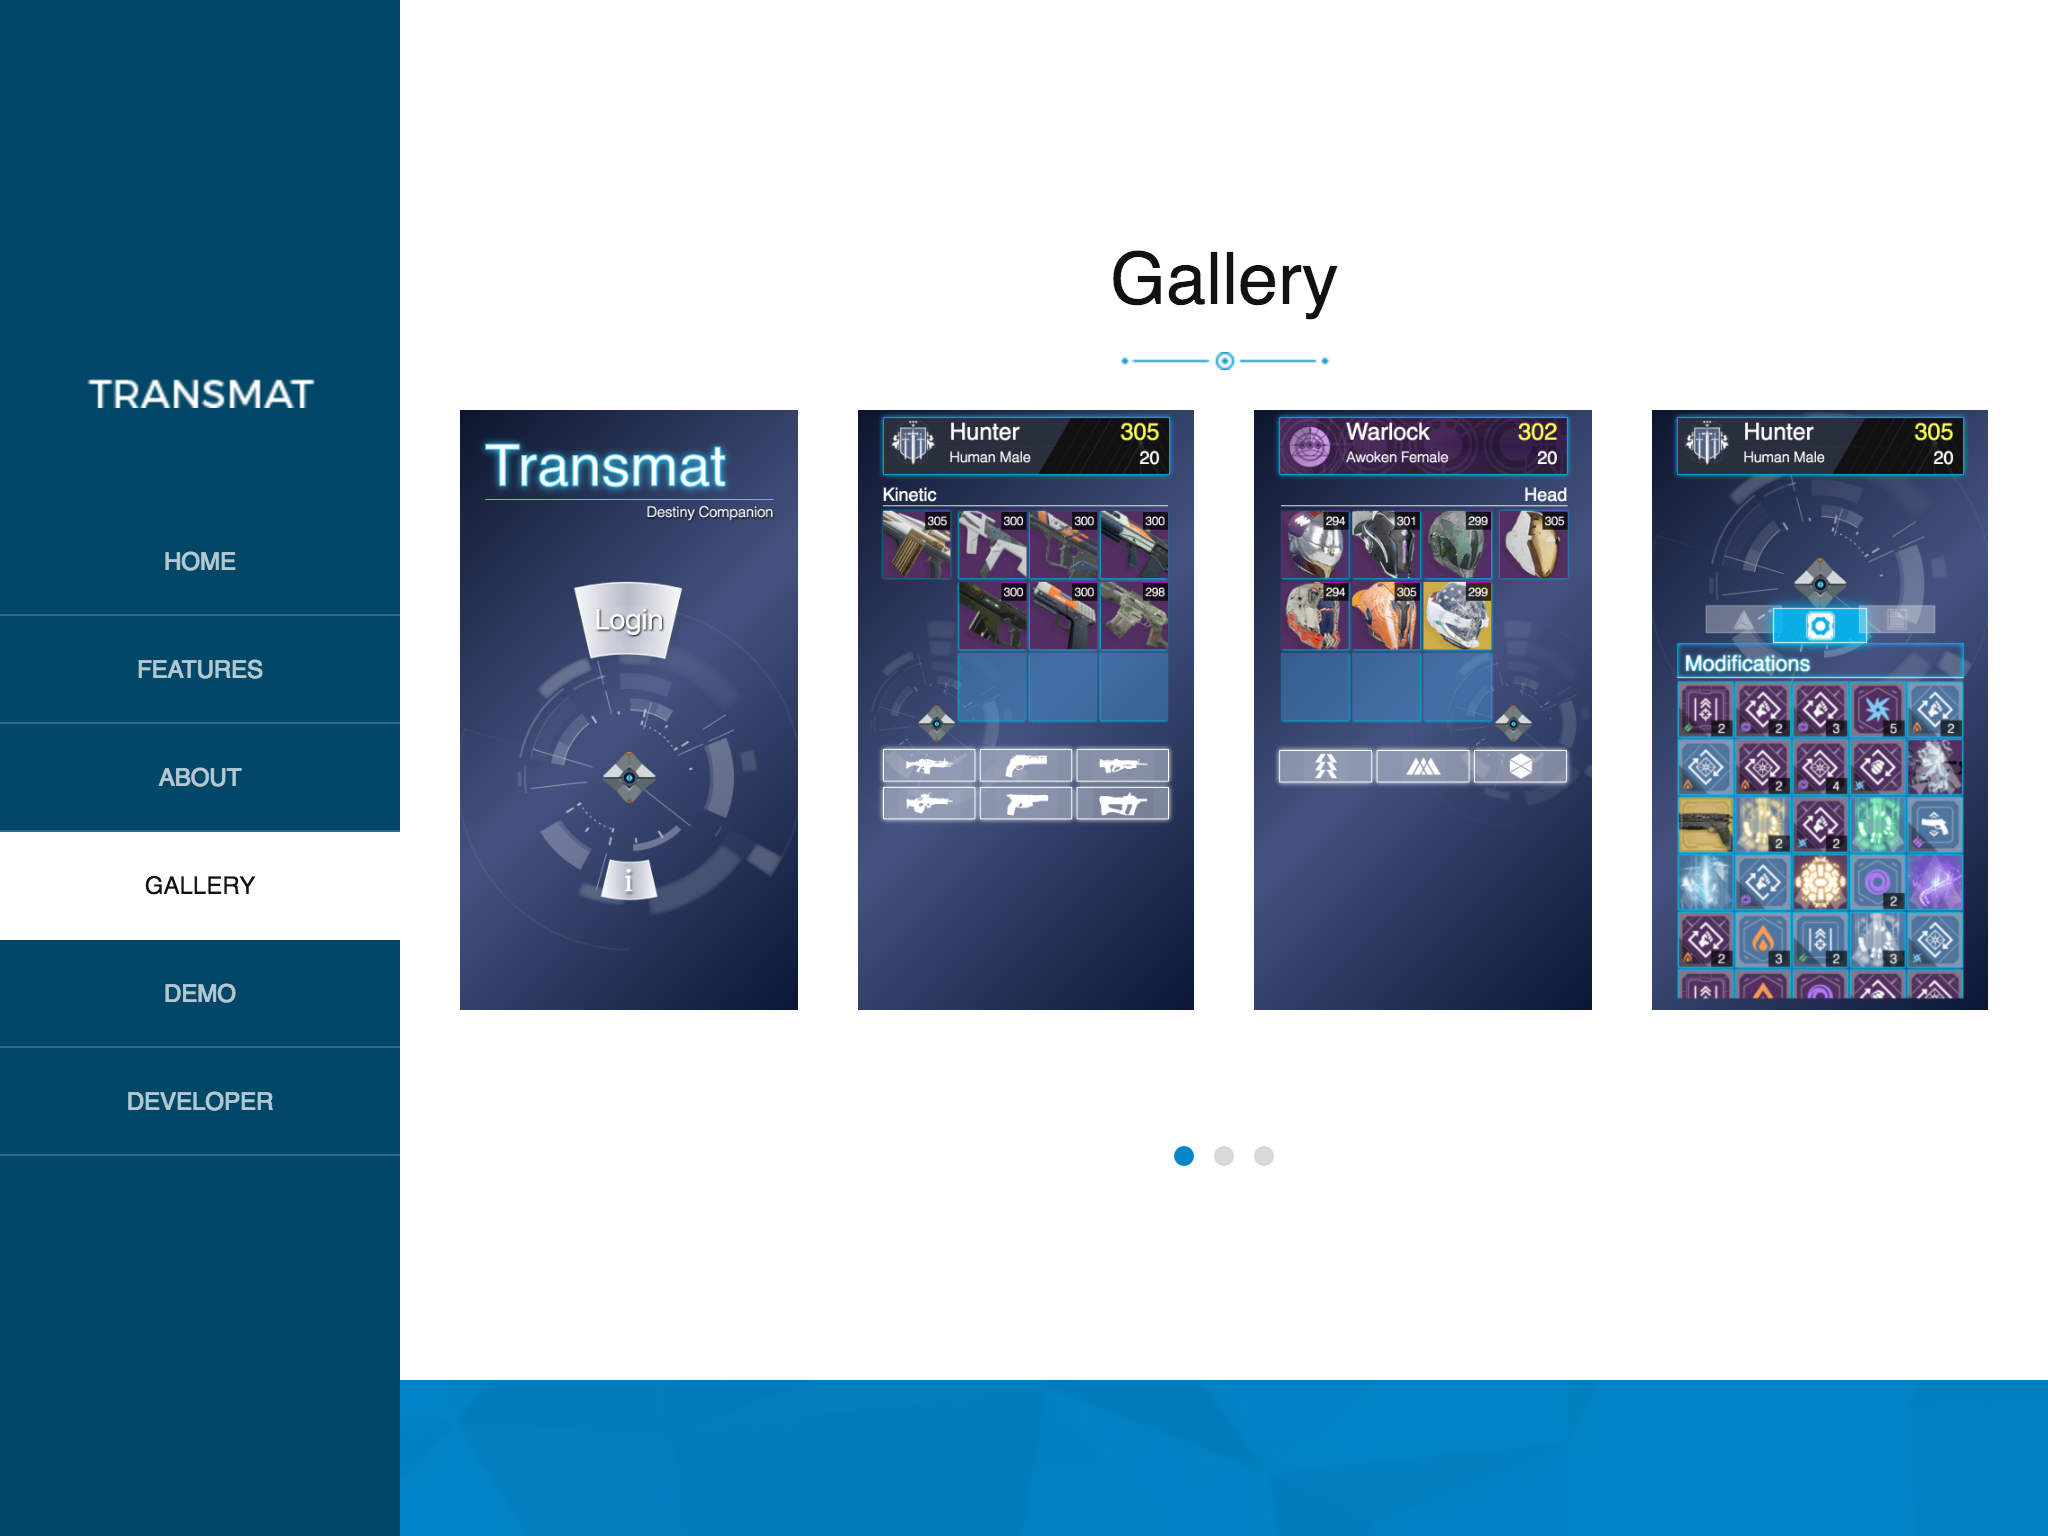 TRANSMAT
HOME
FEATURES
ABOUT
GALLERY
DEMO
DEVELOPER
Gallery
Transmat
Destiny Companion
Login
i
Hunter 305
Human Male 20
Kinetic
305 300 300 300
300 300 298
Warlock 302
Awoken Female 20
Head
294 301 299 305
294 305 299
Hunter 305
Human Male 20
Modifications
2 2 3 5 2
2 4
2 2
2
2 3 2 3